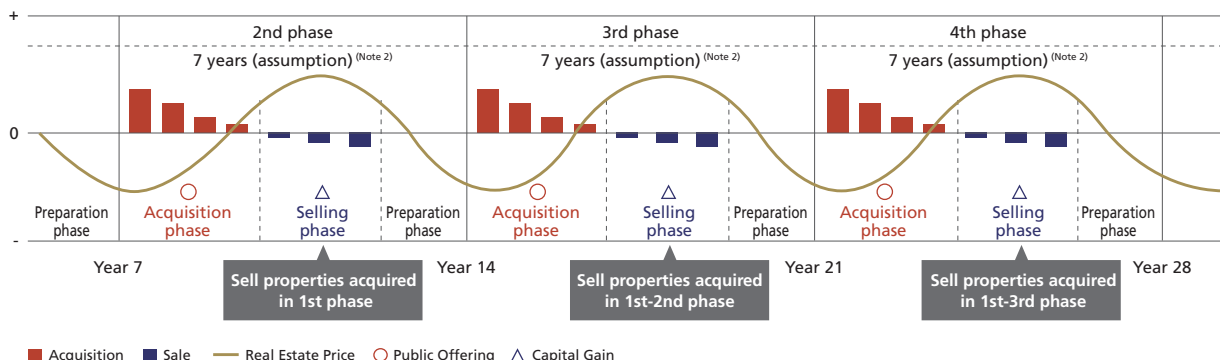 +
2nd phase
3rd phase
4th phase
7 years (assumption) (Note 2)
7 years (assumption) (Note 2)
7 years (assumption) (Note 2)
0
Preparation
phase
Acquisition
phase
Selling
phase
Preparation
phase
Acquisition
phase
Selling
phase
Preparation
phase
Acquisition
phase
Selling
phase
Preparation
phase
-
Year 7
Year 14
Year 21
Year 28
Sell properties acquired
in 1st phase
Sell properties acquired
in 1st-2nd phase
Sell properties acquired
in 1st-3rd phase
Acquisition Sale Real Estate Price Public Offering Capital Gain